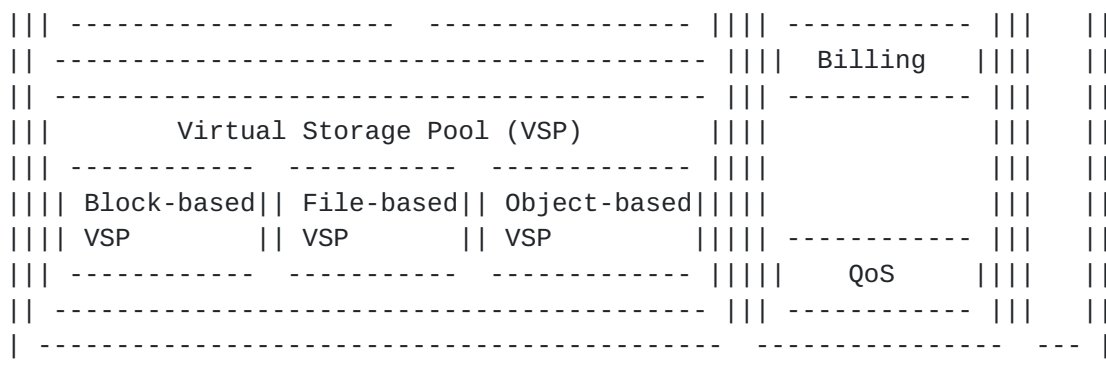 ||| --------------------- ----------------- |||| ------------ ||| ||
|| ------------------------------------------ |||| Billing |||| ||
|| ------------------------------------------ ||| ------------ ||| ||
||| Virtual Storage Pool (VSP) |||| ||| ||
||| ------------ ----------- ------------- |||| ||| ||
|||| Block-based|| File-based|| Object-based||||| ||| ||
|||| VSP || VSP || VSP ||||| ------------ ||| ||
||| ------------ ----------- ------------- ||||| QoS |||| ||
|| ------------------------------------------ ||| ------------ ||| ||
| -------------------------------------------- ---------------- --- |